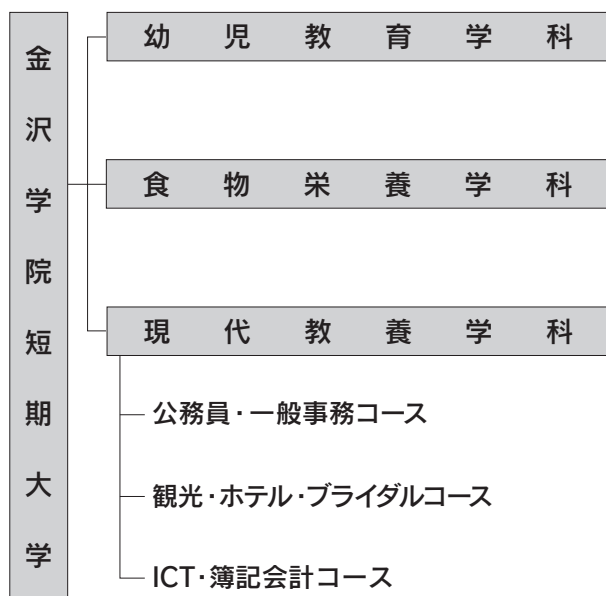 金沢学院短期大学
幼児教育学科
食物栄養学科
現代教養学科
公務員・一般事務コース
観光・ホテル・ブライダルコース
ICT・簿記会計コース